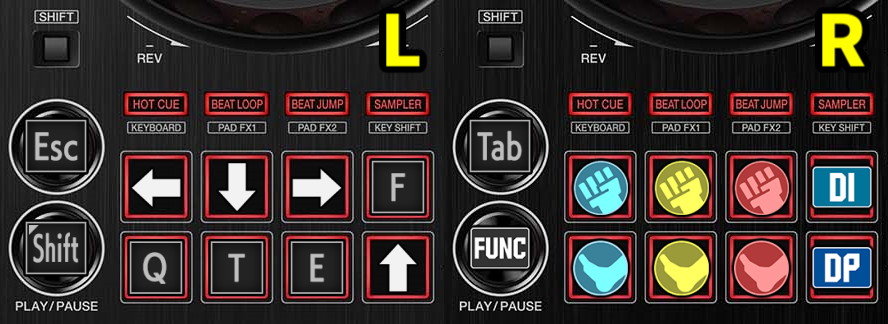 SHIFT
L
REV
HOT CUE BEAT LOOP BEAT JUMP SAMPLER
KEYBOARD PAD FX1 PAD FX2 KEY SHIFT
Esc
F
Shift
Q T E
PLAY/PAUSE
SHIFT
R
REV
HOT CUE BEAT LOOP BEAT JUMP SAMPLER
KEYBOARD PAD FX1 PAD FX2 KEY SHIFT
Tab
DI
FUNC
DP
PLAY/PAUSE